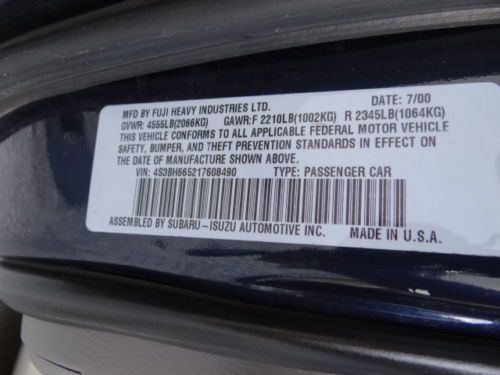 MFD BY FUJI HEAVY INDUSTRIES LTD. DATE: 7/00
GVWR: 4555LB(2066KG) GAWR:F 2210LB(1002KG) R 2345LB(1064KG)
THIS VEHICLE CONFORMS TO ALL APPLICABLE FEDERAL MOTOR VEHICLE
SAFETY, BUMPER, AND THEFT PREVENTION STANDARDS IN EFFECT ON
THE DATE OF MANUFACTURE SHOWN ABOVE.
VIN: 4S3BH665217608490 TYPE: PASSENGER CAR
ASSEMBLED BY SUBARU-ISUZU AUTOMOTIVE INC. MADE IN U.S.A.